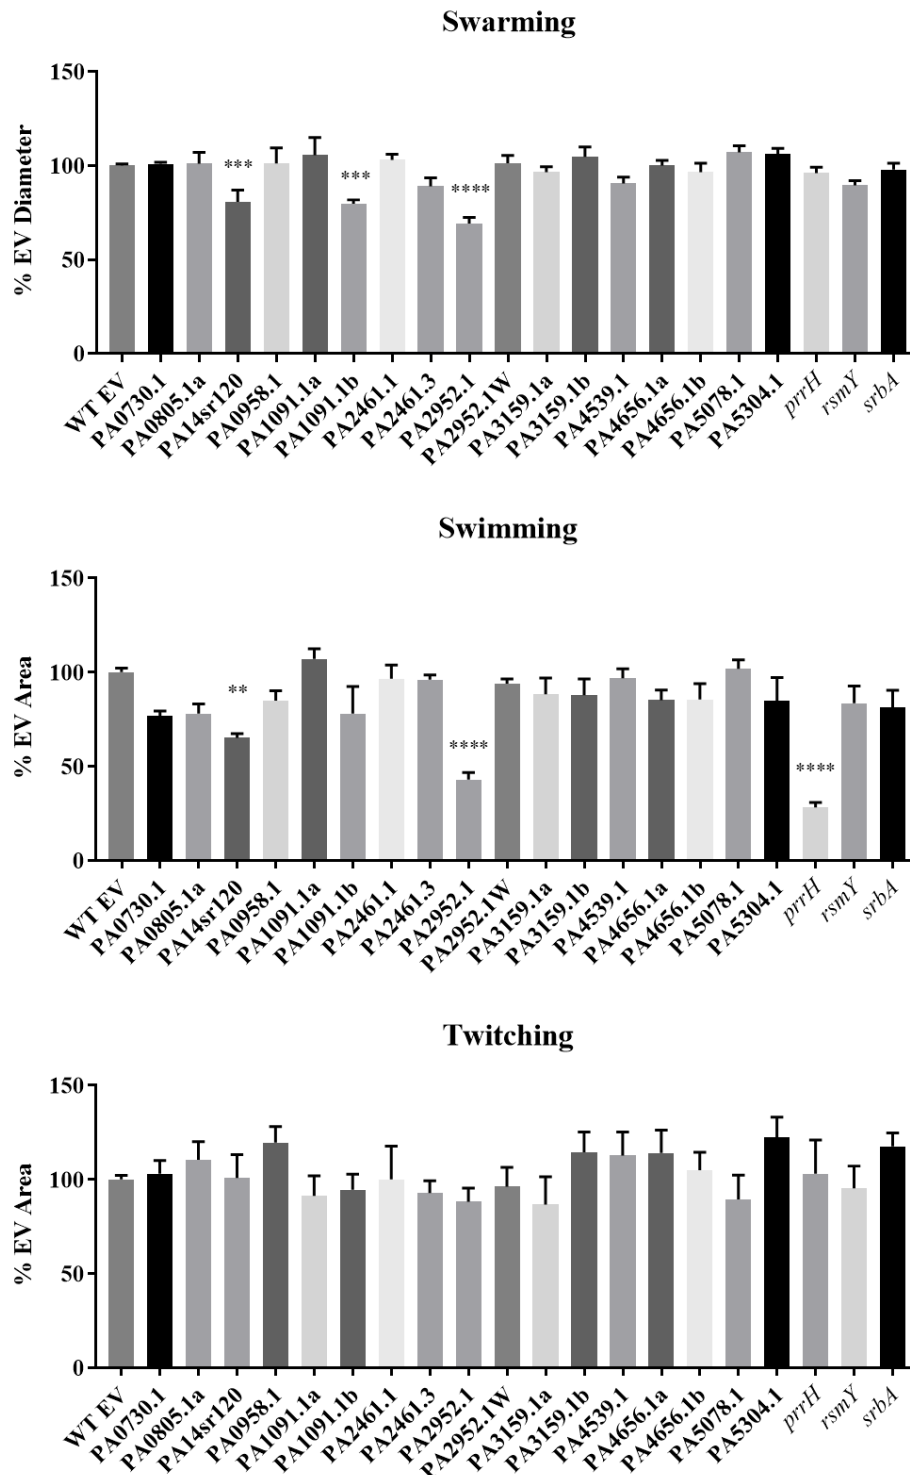 Swarming
% EV Diameter
150
100
50
0
***
***
****
WT EV
PA0730.1
PA0805.1a
PA14sr120
PA0958.1
PA1091.1a
PA1091.1b
PA2461.1
PA2461.3
PA2952.1
PA2952.1W
PA3159.1a
PA3159.1b
PA4539.1
PA4656.1a
PA4656.1b
PA5078.1
PA5304.1
prrH
rsmY
srbA
Swimming
% EV Area
150
100
50
0
**
****
****
WT EV
PA0730.1
PA0805.1a
PA14sr120
PA0958.1
PA1091.1a
PA1091.1b
PA2461.1
PA2461.3
PA2952.1
PA2952.1W
PA3159.1a
PA3159.1b
PA4539.1
PA4656.1a
PA4656.1b
PA5078.1
PA5304.1
prrH
rsmY
srbA
Twitching
% EV Area
150
100
50
0
WT EV
PA0730.1
PA0805.1a
PA14sr120
PA0958.1
PA1091.1a
PA1091.1b
PA2461.1
PA2461.3
PA2952.1
PA2952.1W
PA3159.1a
PA3159.1b
PA4539.1
PA4656.1a
PA4656.1b
PA5078.1
PA5304.1
prrH
rsmY
srbA